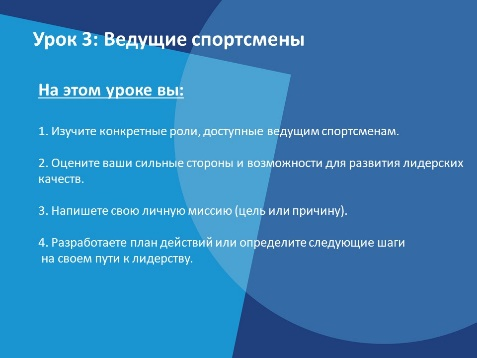 Урок 3: Ведущие спортсмены
На этом уроке вы:
1. Изучите конкретные роли, доступные ведущим спортсменам.
2. Оцените ваши сильные стороны и возможности для развития лидерских
качеств.
3. Напишете свою личную миссию (цель или причину).
4. Разработаете план действий или определите следующие шаги
на своем пути к лидерству.